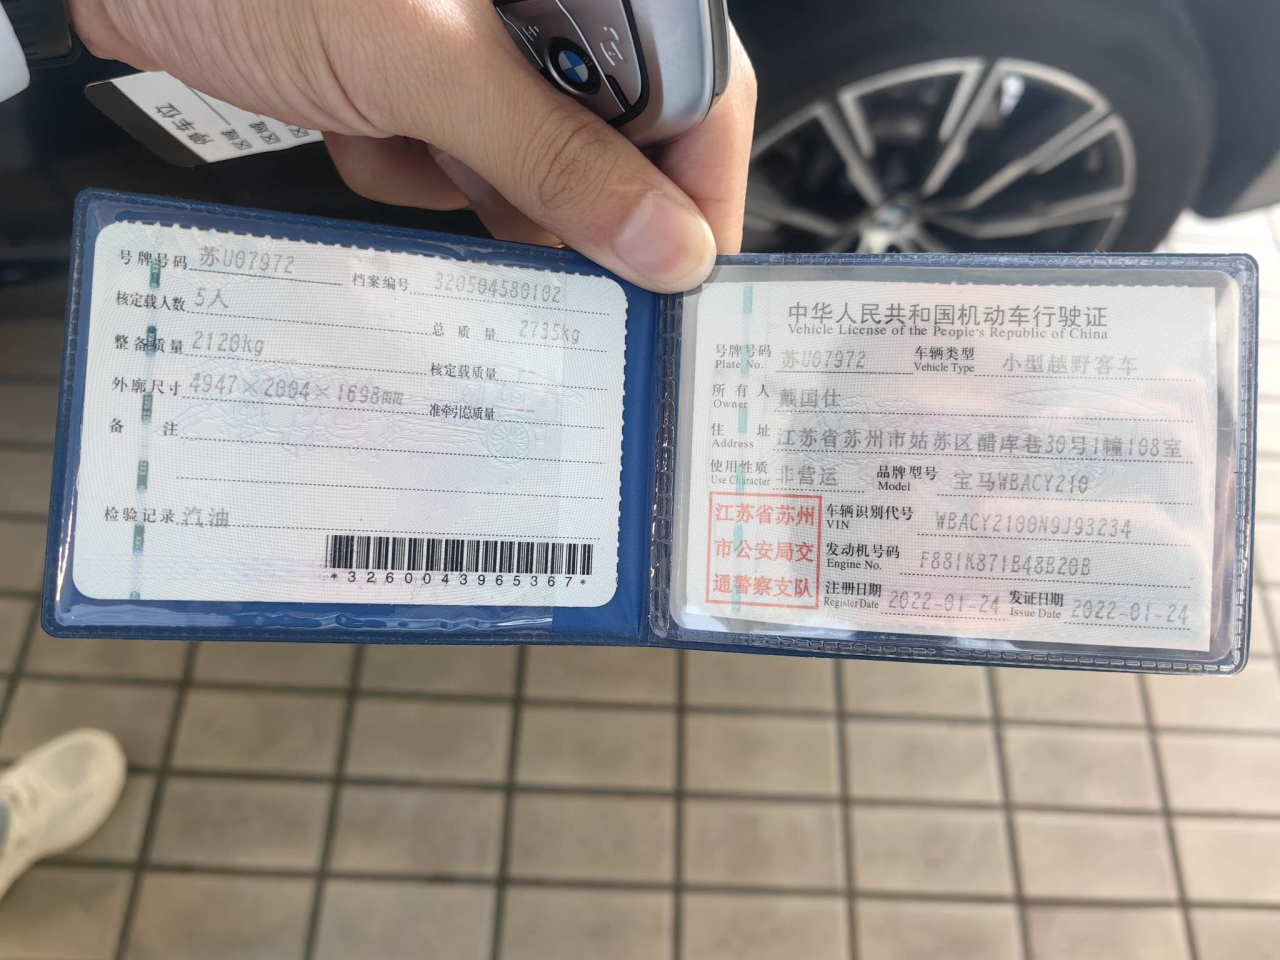 停车位
区域
区域
区
号牌号码 苏U07972 档案编号 320504580102
核定载人数 5人 总质量 2735kg
整备质量 2120kg 核定载质量
外廓尺寸 4947×2004×1698mm 准牵引总质量
备注
检验记录 汽油
*3260043965367*
中华人民共和国机动车行驶证
Vehicle License of the People's Republic of China
号牌号码 苏U07972 车辆类型 小型越野客车
Plate No. Vehicle Type
所有人 戴国仕
Owner
住址 江苏省苏州市姑苏区醋库巷30号1幢108室
Address
使用性质 非营运 品牌型号 宝马WBACY210
Use Character Model
江苏省苏州
市公安局交
通警察支队
车辆识别代号 WBACY2100N9J93234
VIN
发动机号码 F881K871B48B20B
Engine No.
注册日期 2022-01-24 发证日期 2022-01-24
Register Date Issue Date